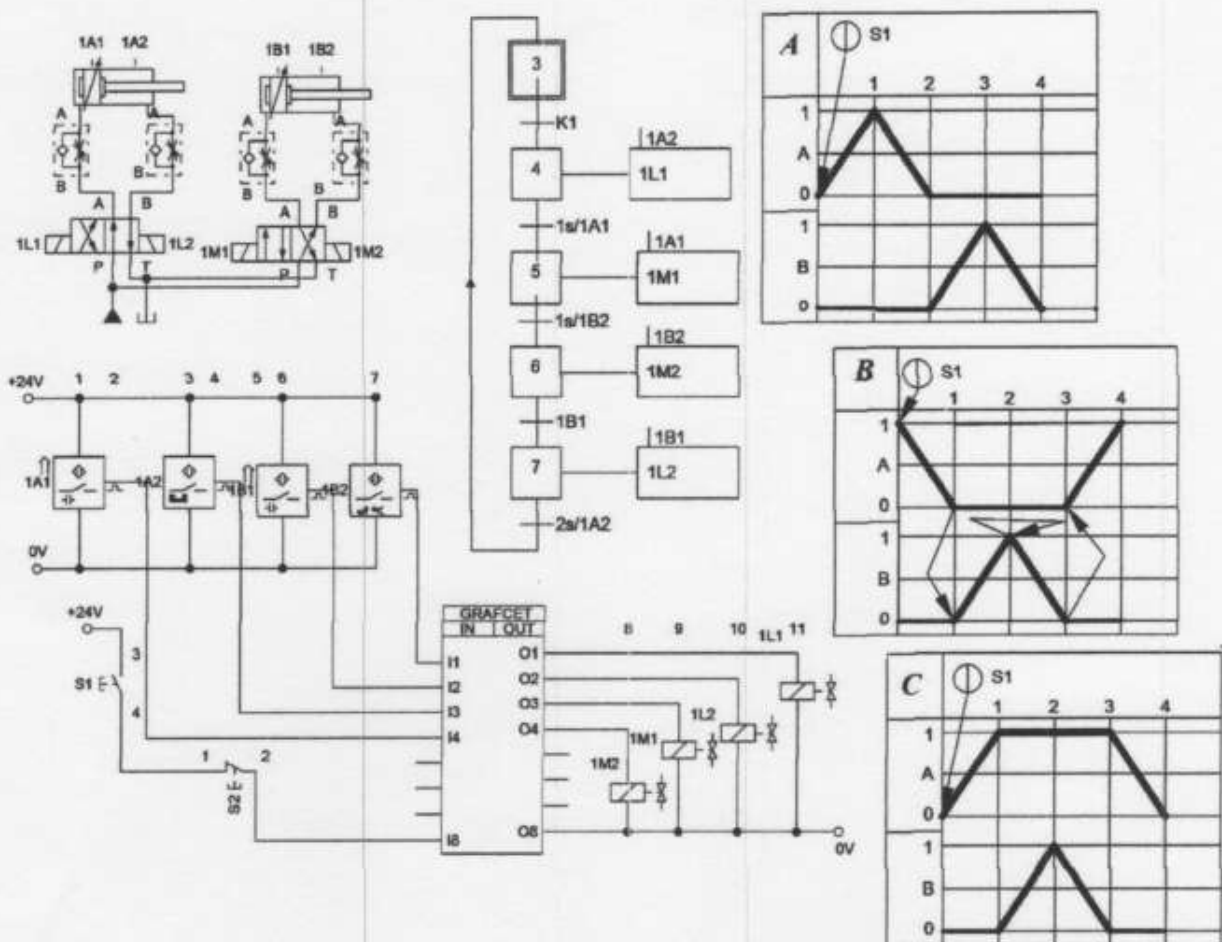 1A1 1A2
1B1 1B2
A A A A
B B B B
A B A B
1L1 1L2 1M1 1M2
P T P T
3
K1
4
1A2
1L1
1s/1A1
5
1A1
1M1
1s/1B2
6
1B2
1M2
1B1
7
1B1
1L2
2s/1A2
+24V 1 2 3 4 5 6 7
1A1 1A2 1B1 1B2
0V
+24V
3
S1
4
1 2
S2
GRAFCET
IN OUT
I1 O1
I2 O2
I3 O3
I4 O4
I8 O8
8 9 10 1L1 11
1L2
1M1
1M2
0V
A S1
1 2 3 4
1
A
0
1
B
0
B S1
1 2 3 4
1
A
0
1
B
0
C S1
1 2 3 4
1
A
0
1
B
0